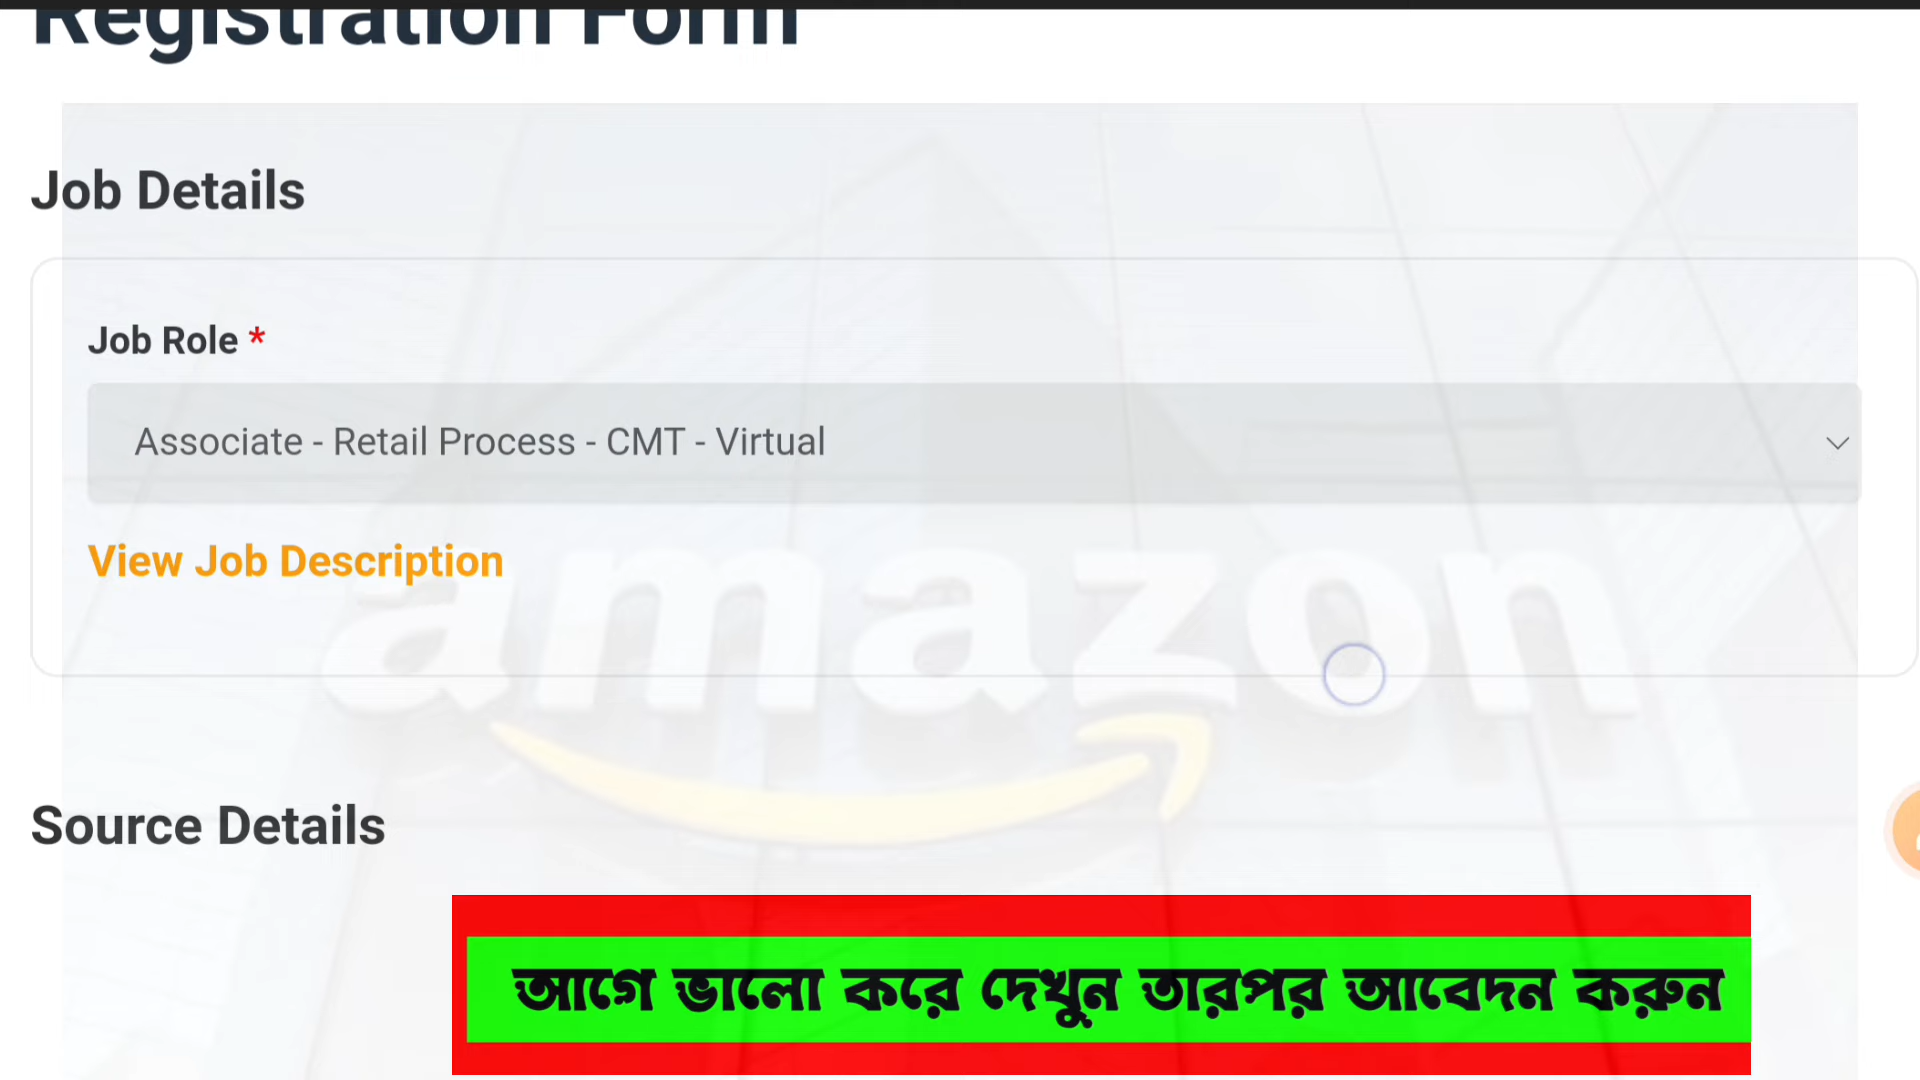 Registration Form
Job Details
Job Role *
Associate - Retail Process - CMT - Virtual
View Job Description
amazon
Source Details
আগে ভালো করে দেখুন তারপর আবেদন করুন